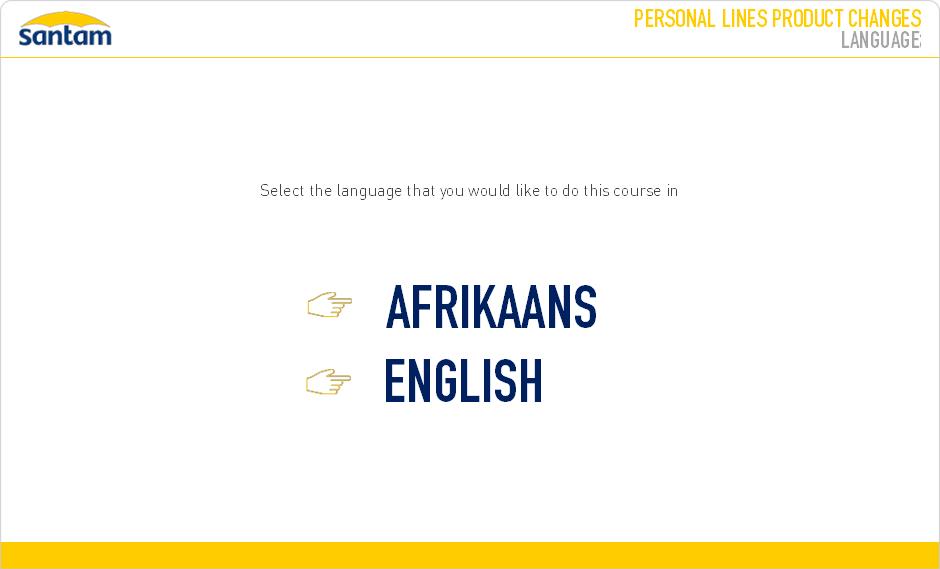 santam
PERSONAL LINES PRODUCT CHANGES
LANGUAGE:
Select the language that you would like to do this course in
AFRIKAANS
ENGLISH